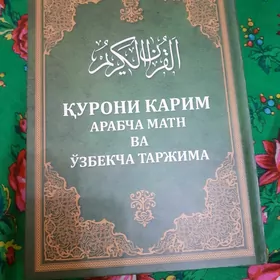 القرآن الكريم
ҚУРОНИ КАРИМ
АРАБЧА МАТН
ВА
ЎЗБЕКЧА ТАРЖИМА